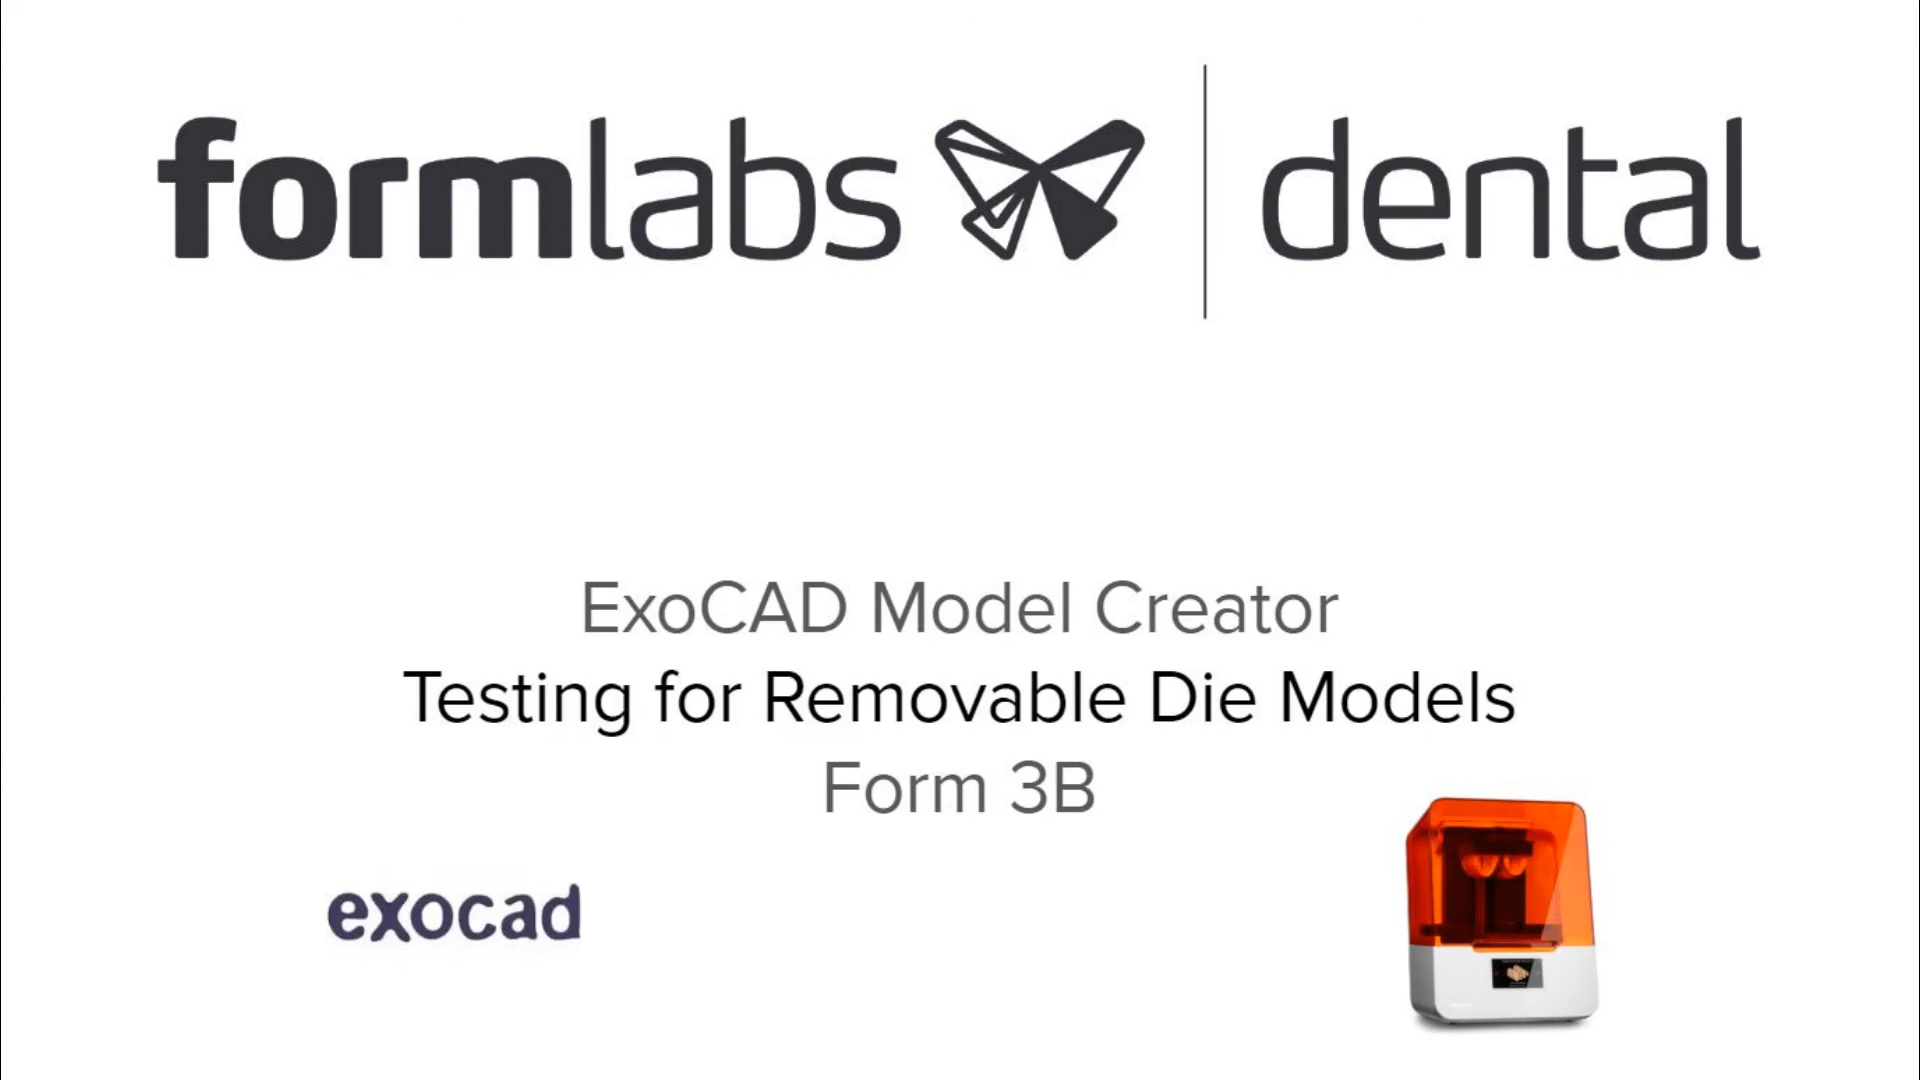 formlabs dental
ExoCAD Model Creator
Testing for Removable Die Models
Form 3B
exocad